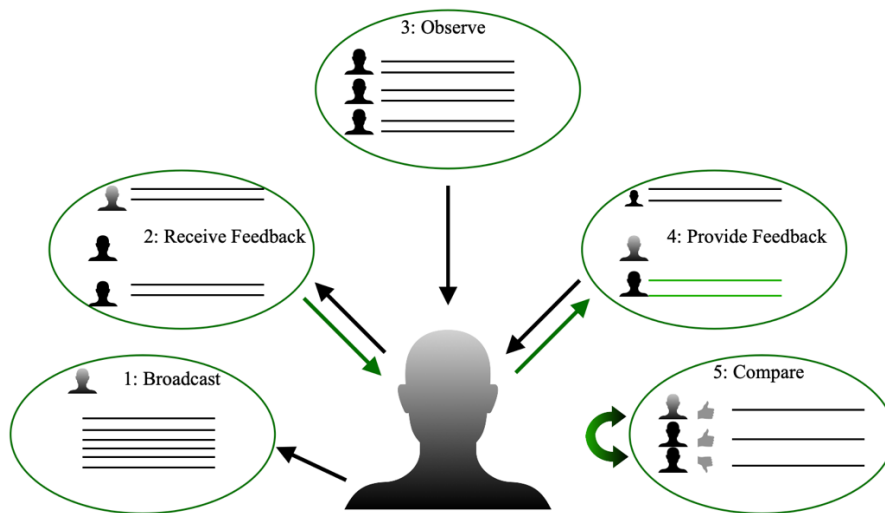 3: Observe
2: Receive Feedback
4: Provide Feedback
1: Broadcast
5: Compare